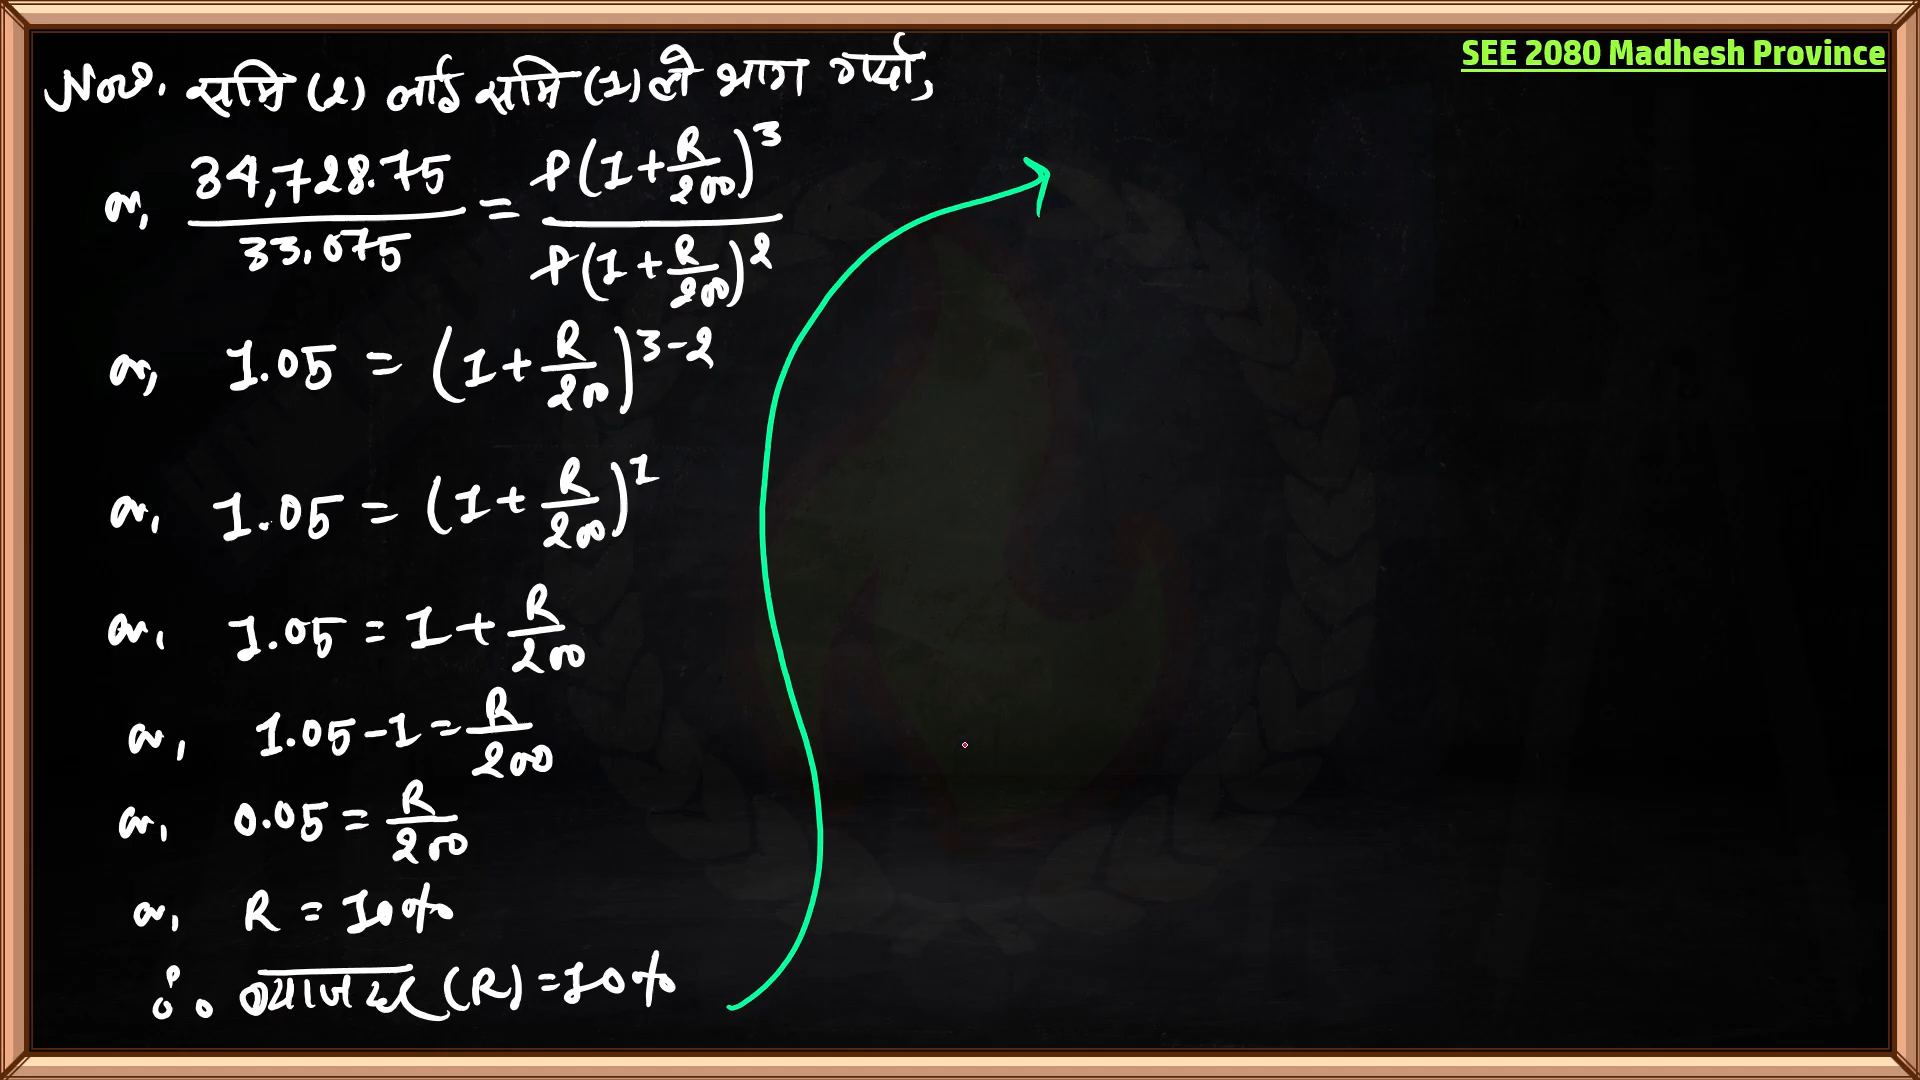 SEE 2080 Madhesh Province
Now, समि (2) लाई समि (1) ले भाग गर्दा,
or, 34,728.75 / 33,075 = P(1+R/200)^3 / P(1+R/200)^2
or, 1.05 = (1+R/200)^3-2
or, 1.05 = (1+R/200)^1
or, 1.05 = 1+R/200
or, 1.05-1 = R/200
or, 0.05 = R/200
or, R = 10%
∴ ब्याजदर (R) = 10%